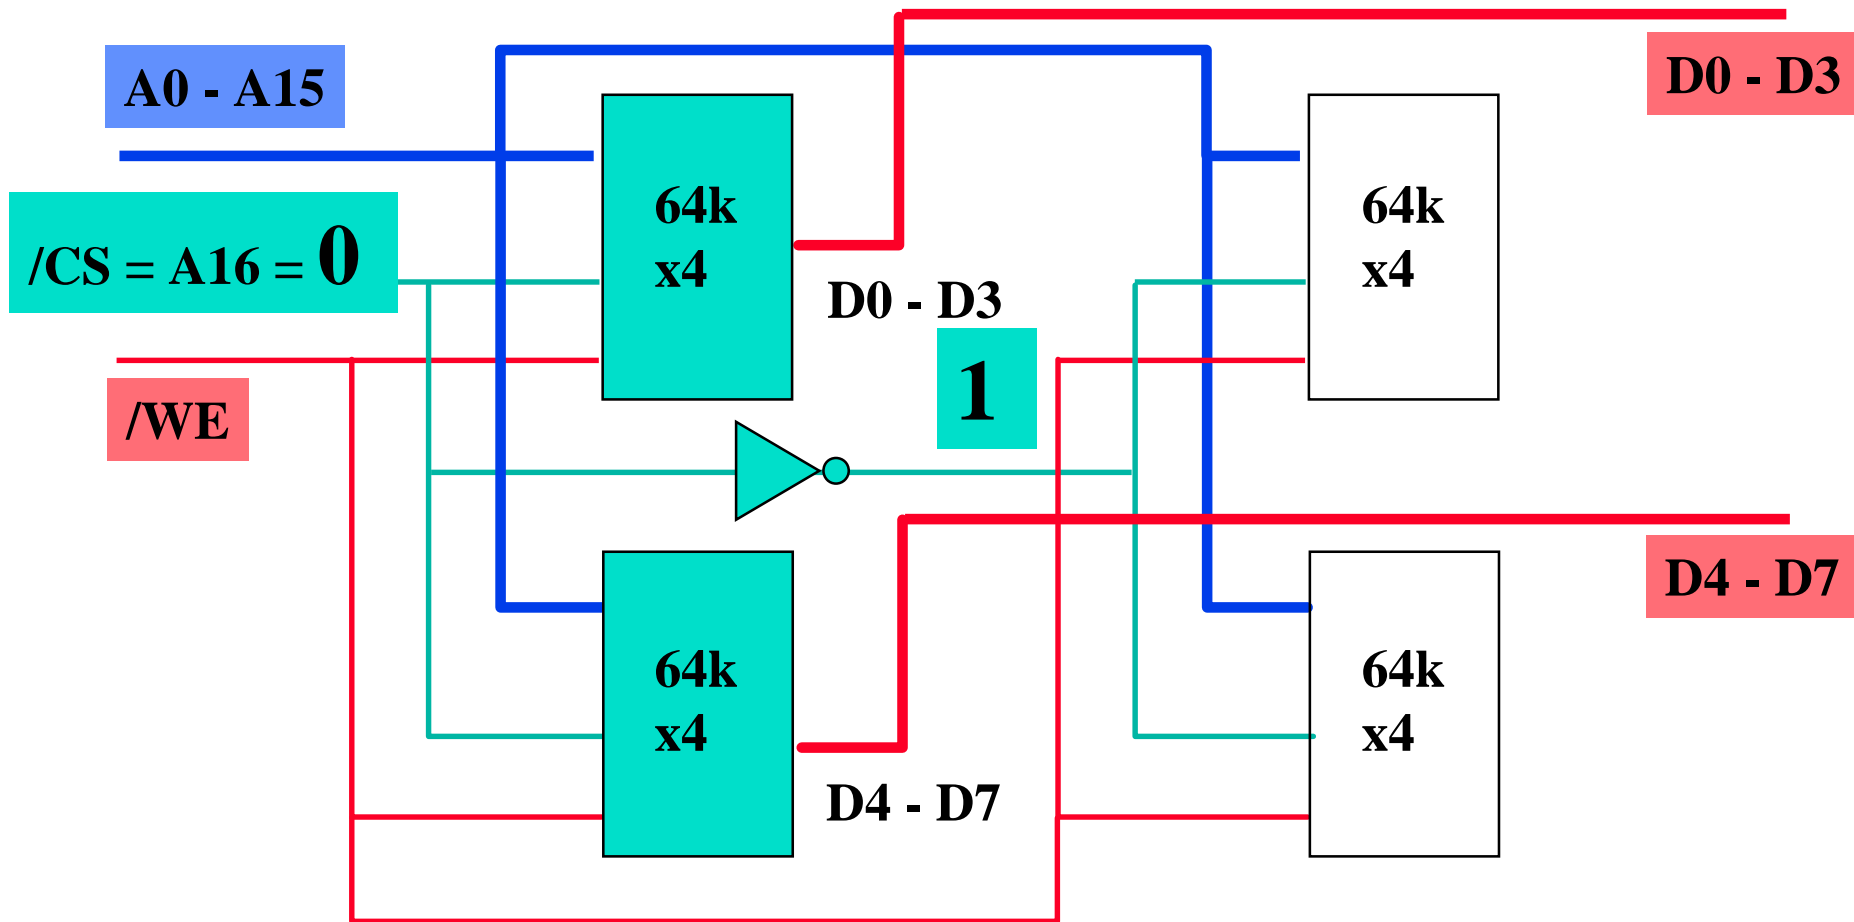 A0 - A15
D0 - D3
64k
x4
64k
x4
/CS = A16 = 0
D0 - D3
1
/WE
D4 - D7
64k
x4
64k
x4
D4 - D7